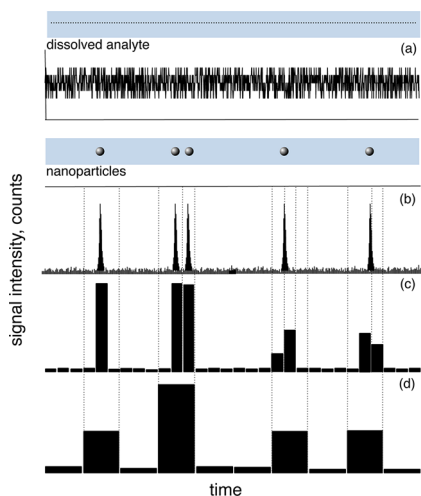 dissolved analyte
(a)
nanoparticles
(b)
(c)
(d)
signal intensity, counts
time